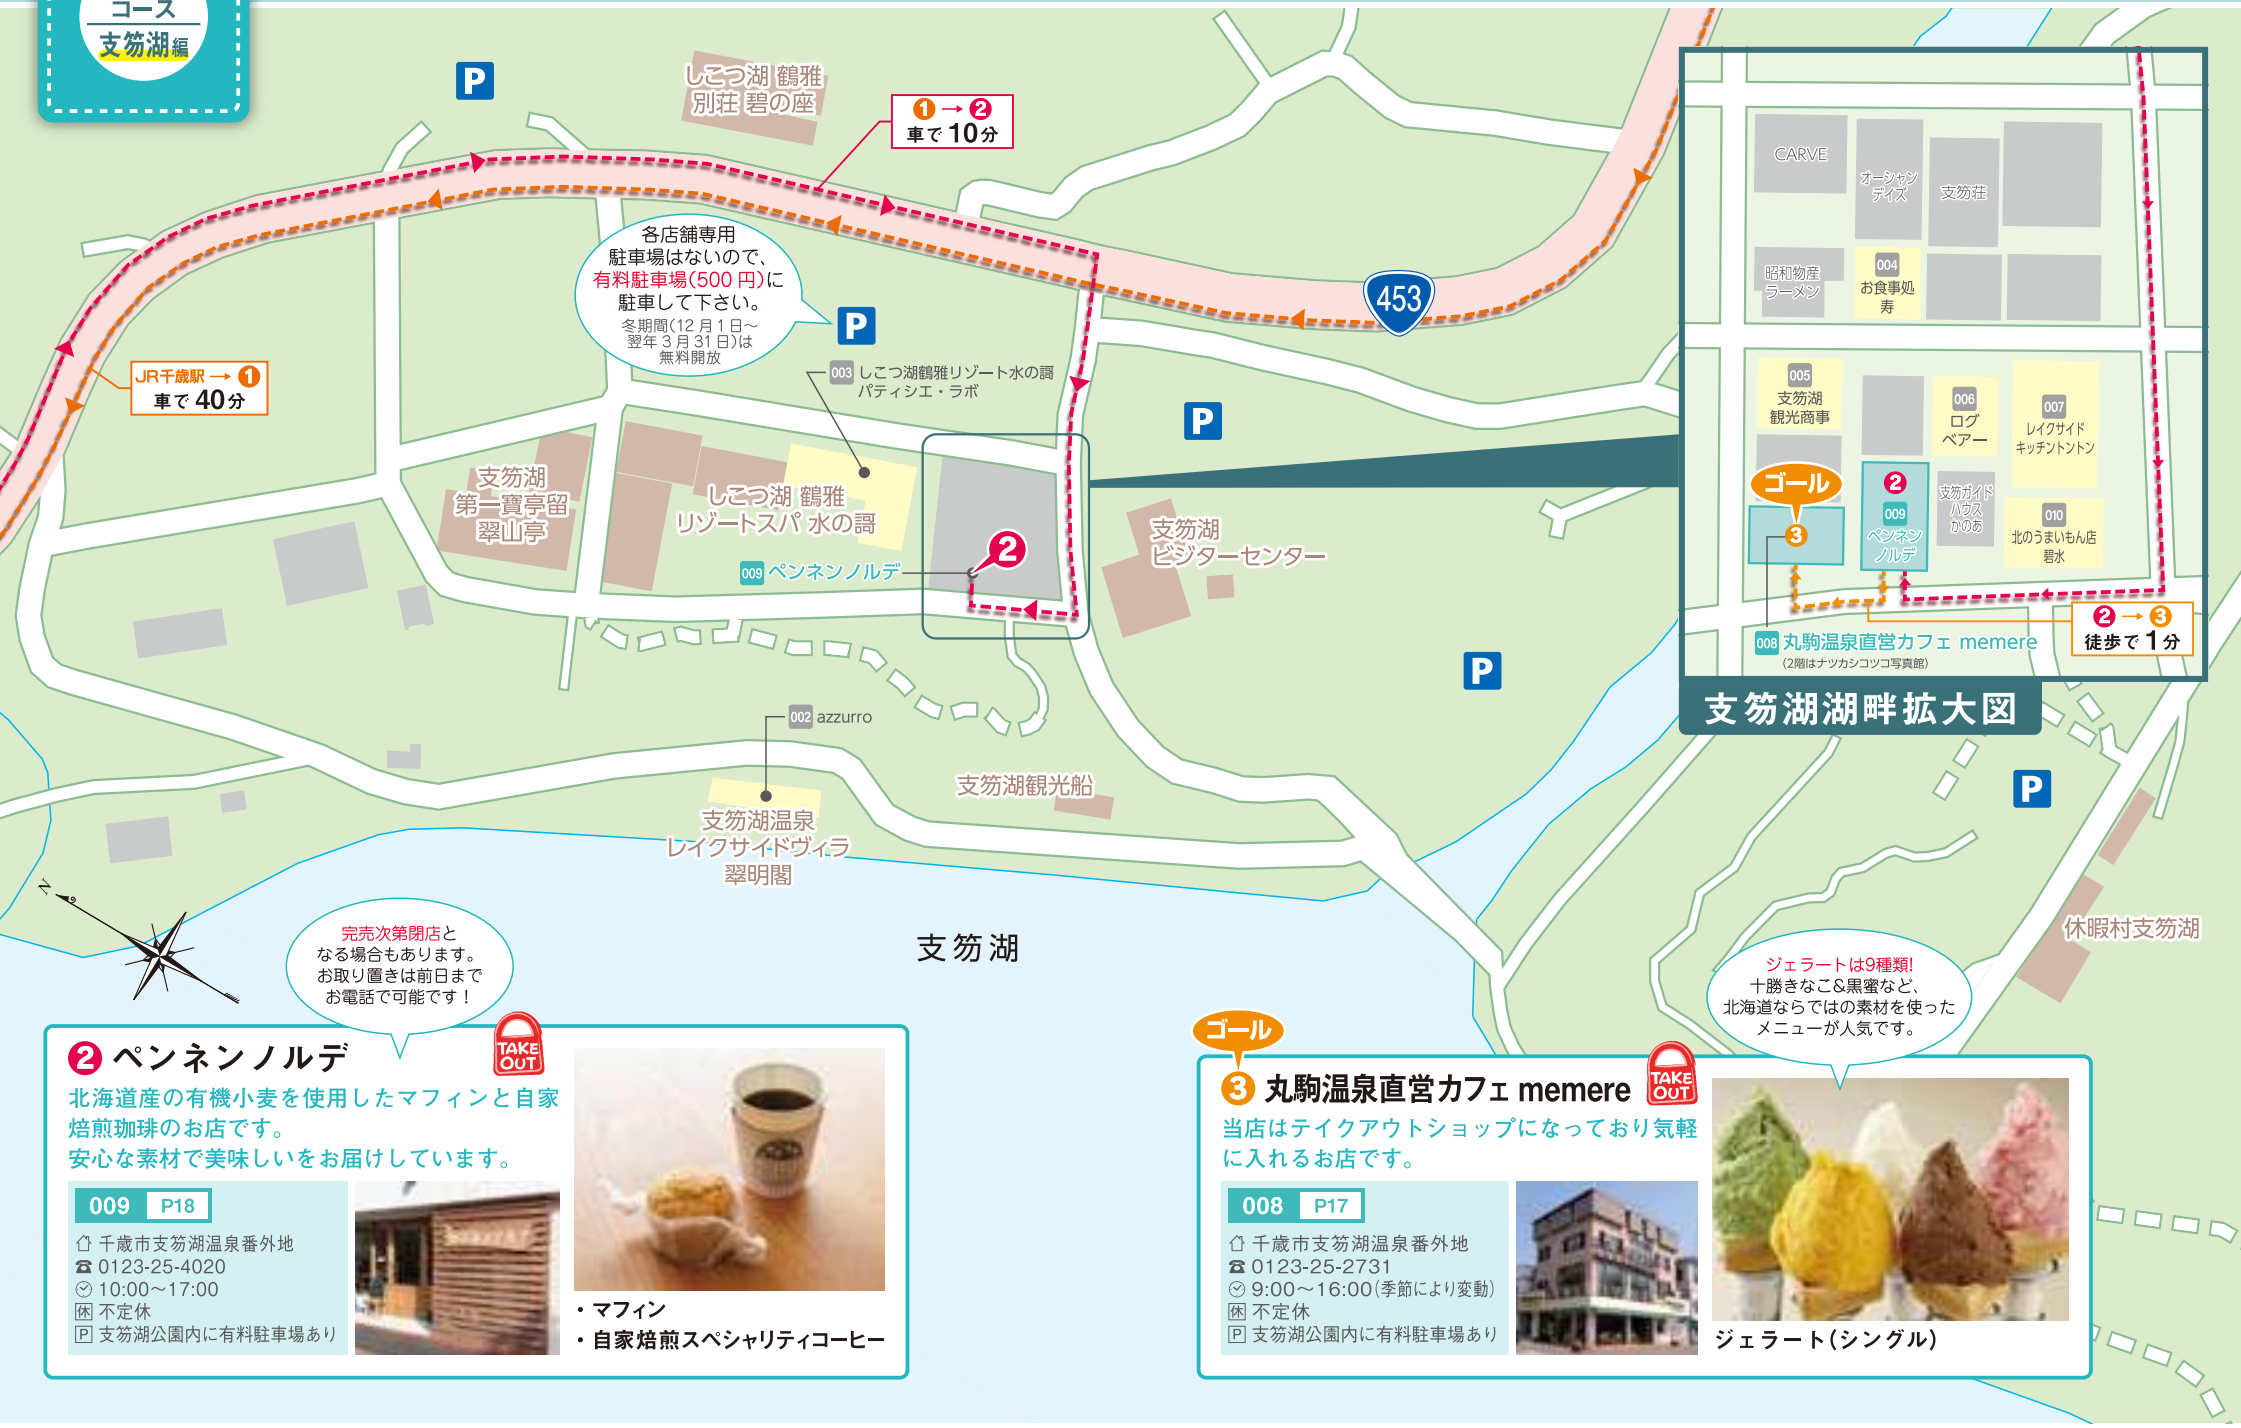 コース
支笏湖編
しこつ湖 鶴雅
別荘 碧の座
1→2
車で10分
各店舗専用
駐車場はないので、
有料駐車場(500円)に
駐車して下さい。
冬期間(12月1日〜
翌年3月31日)は
無料開放
P
P
P
P
P
453
JR千歳駅→1
車で40分
003 しこつ湖鶴雅リゾート水の謌
パティシエ・ラボ
支笏湖
第一寶亭留
翠山亭
しこつ湖 鶴雅
リゾートスパ 水の謌
009 ペンネンノルデ
2
支笏湖
ビジターセンター
002 azzurro
支笏湖観光船
支笏湖温泉
レイクサイドヴィラ
翠明閣
支笏湖
休暇村支笏湖
N
CARVE
オーシャン
デイズ
支笏荘
昭和物産
ラーメン
004
お食事処
寿
005
支笏湖
観光商事
006
ログ
ベアー
007
レイクサイド
キッチントントン
ゴール
3
2
009
ペンネン
ノルデ
支笏ガイド
ハウス
かのあ
010
北のうまいもん店
碧水
008 丸駒温泉直営カフェ memere
(2階はナツカシコツコ写真館)
2→3
徒歩で1分
支笏湖湖畔拡大図
完売次第閉店と
なる場合もあります。
お取り置きは前日まで
お電話で可能です！
2 ペンネンノルデ
TAKE
OUT
北海道産の有機小麦を使用したマフィンと自家
焙煎珈琲のお店です。
安心な素材で美味しいをお届けしています。
009 P18
千歳市支笏湖温泉番外地
0123-25-4020
10:00〜17:00
休 不定休
P 支笏湖公園内に有料駐車場あり
・マフィン
・自家焙煎スペシャリティコーヒー
ジェラートは9種類!
十勝きなこ&黒蜜など、
北海道ならではの素材を使った
メニューが人気です。
ゴール
3 丸駒温泉直営カフェ memere
TAKE
OUT
当店はテイクアウトショップになっており気軽
に入れるお店です。
008 P17
千歳市支笏湖温泉番外地
0123-25-2731
9:00〜16:00(季節により変動)
休 不定休
P 支笏湖公園内に有料駐車場あり
ジェラート(シングル)